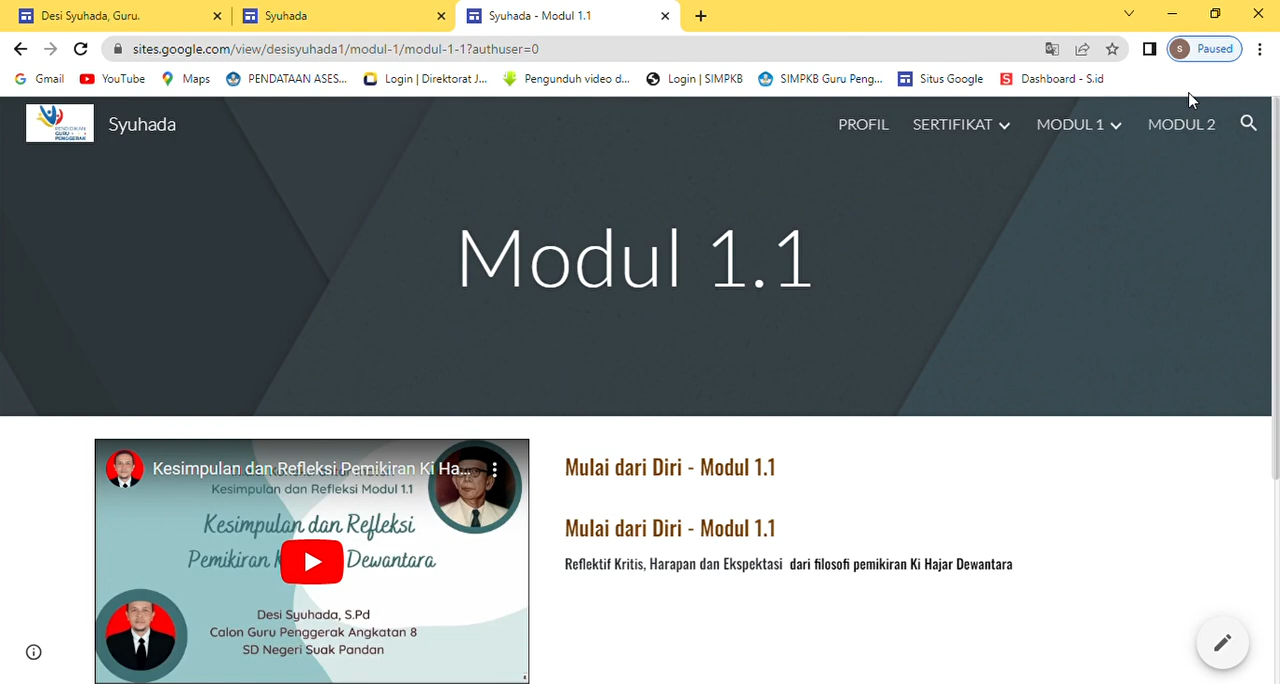 Desi Syuhada, Guru.
Syuhada
Syuhada - Modul 1.1
sites.google.com/view/desisyuhada1/modul-1/modul-1-1?authuser=0
S
Paused
Gmail
YouTube
Maps
PENDATAAN ASES...
Login | Direktorat J...
Pengunduh video d...
Login | SIMPKB
SIMPKB Guru Peng...
Situs Google
Dashboard - S.id
PENDIDIKAN
GURU
PENGGERAK
Syuhada
PROFIL
SERTIFIKAT
MODUL 1
MODUL 2
Modul 1.1
Kesimpulan dan Refleksi Pemikiran Ki Ha...
Kesimpulan dan Refleksi Modul 1.1
Kesimpulan dan Refleksi
Pemikiran K Dewantara
Desi Syuhada, S.Pd
Calon Guru Penggerak Angkatan 8
SD Negeri Suak Pandan
Mulai dari Diri - Modul 1.1
Mulai dari Diri - Modul 1.1
Reflektif Kritis, Harapan dan Ekspektasi dari filosofi pemikiran Ki Hajar Dewantara